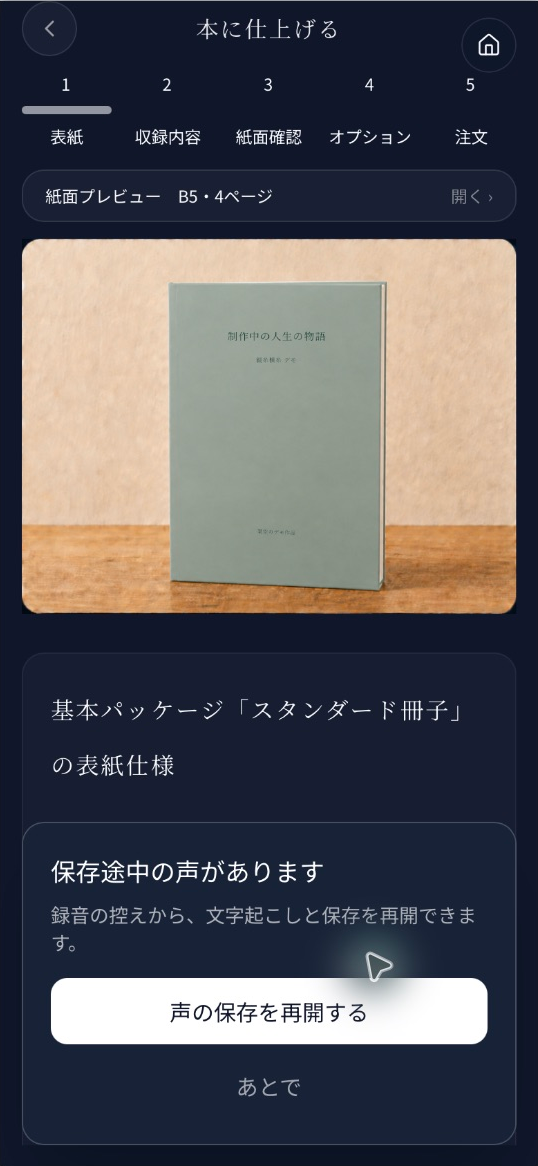 本に仕上げる
1
2
3
4
5
表紙
収録内容
紙面確認
オプション
注文
紙面プレビュー　B5・4ページ
開く ›
制作中の人生の物語
基本パッケージ「スタンダード冊子」
の表紙仕様
保存途中の声があります
録音の控えから、文字起こしと保存を再開できま
す。
声の保存を再開する
あとで